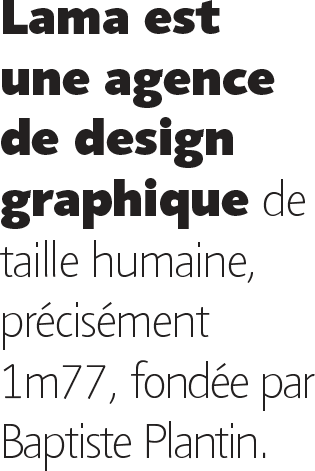 Lama est
une agence
de design
graphique de
taille humaine,
précisément
1m77, fondée par
Baptiste Plantin.